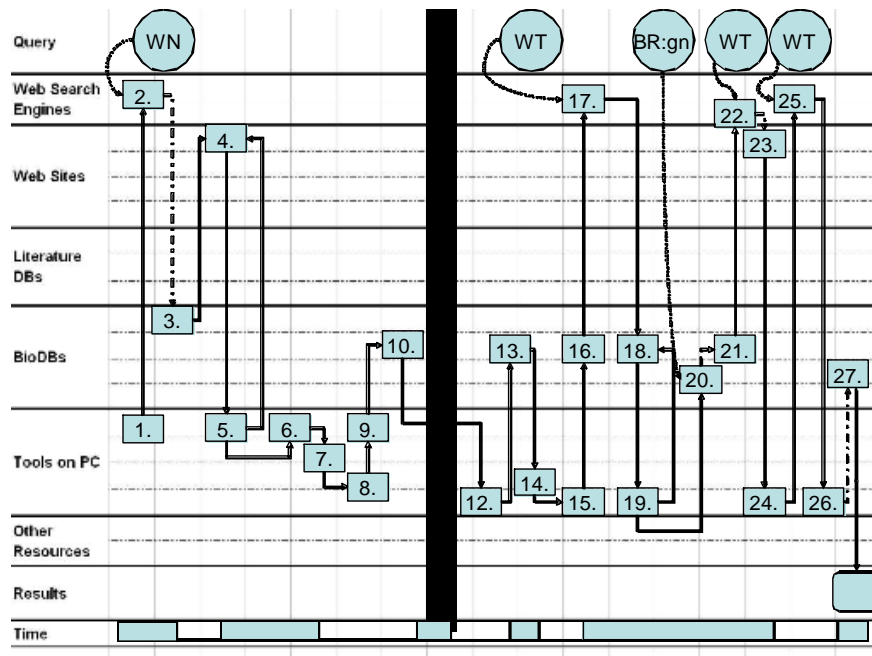 Query
WN
WT
BR:gn
WT
WT
Web Search
Engines
2.
17.
22.
25.
Web Sites
4.
23.
Literature
DBs
BioDBs
3.
10.
13.
16.
18.
20.
21.
27.
Tools on PC
1.
5.
6.
7.
8.
9.
12.
14.
15.
19.
24.
26.
Other
Resources
Results
Time